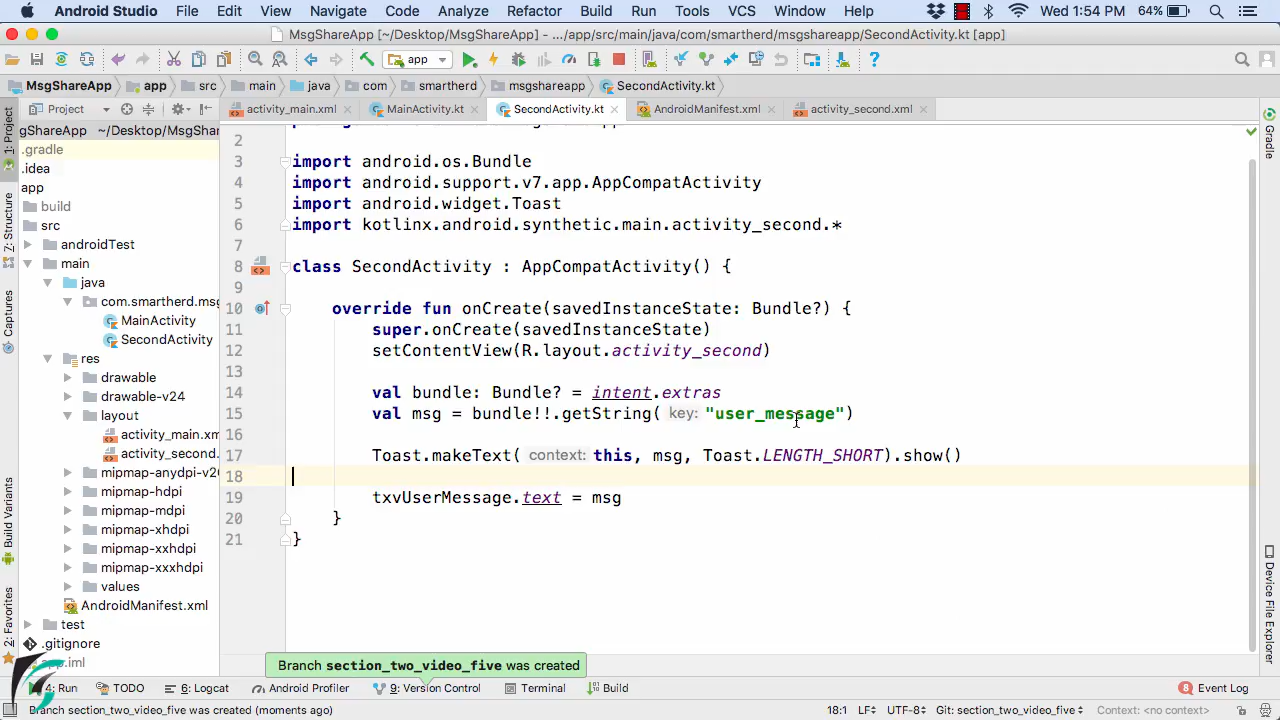 Android Studio File Edit View Navigate Code Analyze Refactor Build Run Tools VCS Window Help Wed 1:54 PM 64%
MsgShareApp [~/Desktop/MsgShareApp] - .../app/src/main/java/com/smartherd/msgshareapp/SecondActivity.kt [app]
app
MsgShareApp app src main java com smartherd msgshareapp SecondActivity.kt
Project activity_main.xml MainActivity.kt SecondActivity.kt AndroidManifest.xml activity_second.xml
gShareApp ~/Desktop/MsgShar
.gradle
.idea
app
build
src
androidTest
main
java
com.smartherd.msg
MainActivity
SecondActivity
res
drawable
drawable-v24
layout
activity_main.xm
activity_second.
mipmap-anydpi-v2
mipmap-hdpi
mipmap-mdpi
mipmap-xhdpi
mipmap-xxhdpi
mipmap-xxxhdpi
values
AndroidManifest.xml
test
.gitignore
app.iml
1: Project
Z: Structure
Captures
Build Variants
2: Favorites
2
3 import android.os.Bundle
4 import android.support.v7.app.AppCompatActivity
5 import android.widget.Toast
6 import kotlinx.android.synthetic.main.activity_second.*
7
8 class SecondActivity : AppCompatActivity() {
9
10 override fun onCreate(savedInstanceState: Bundle?) {
11 super.onCreate(savedInstanceState)
12 setContentView(R.layout.activity_second)
13
14 val bundle: Bundle? = intent.extras
15 val msg = bundle!!.getString( key: "user_message")
16
17 Toast.makeText( context: this, msg, Toast.LENGTH_SHORT).show()
18
19 txvUserMessage.text = msg
20 }
21 }
Gradle
Device File Explorer
Branch section_two_video_five was created
4: Run TODO 6: Logcat Android Profiler 9: Version Control Terminal Build 8 Event Log
Branch section_two_video_five was created (moments ago) 18:1 LF UTF-8 Git: section_two_video_five Context: <no context>